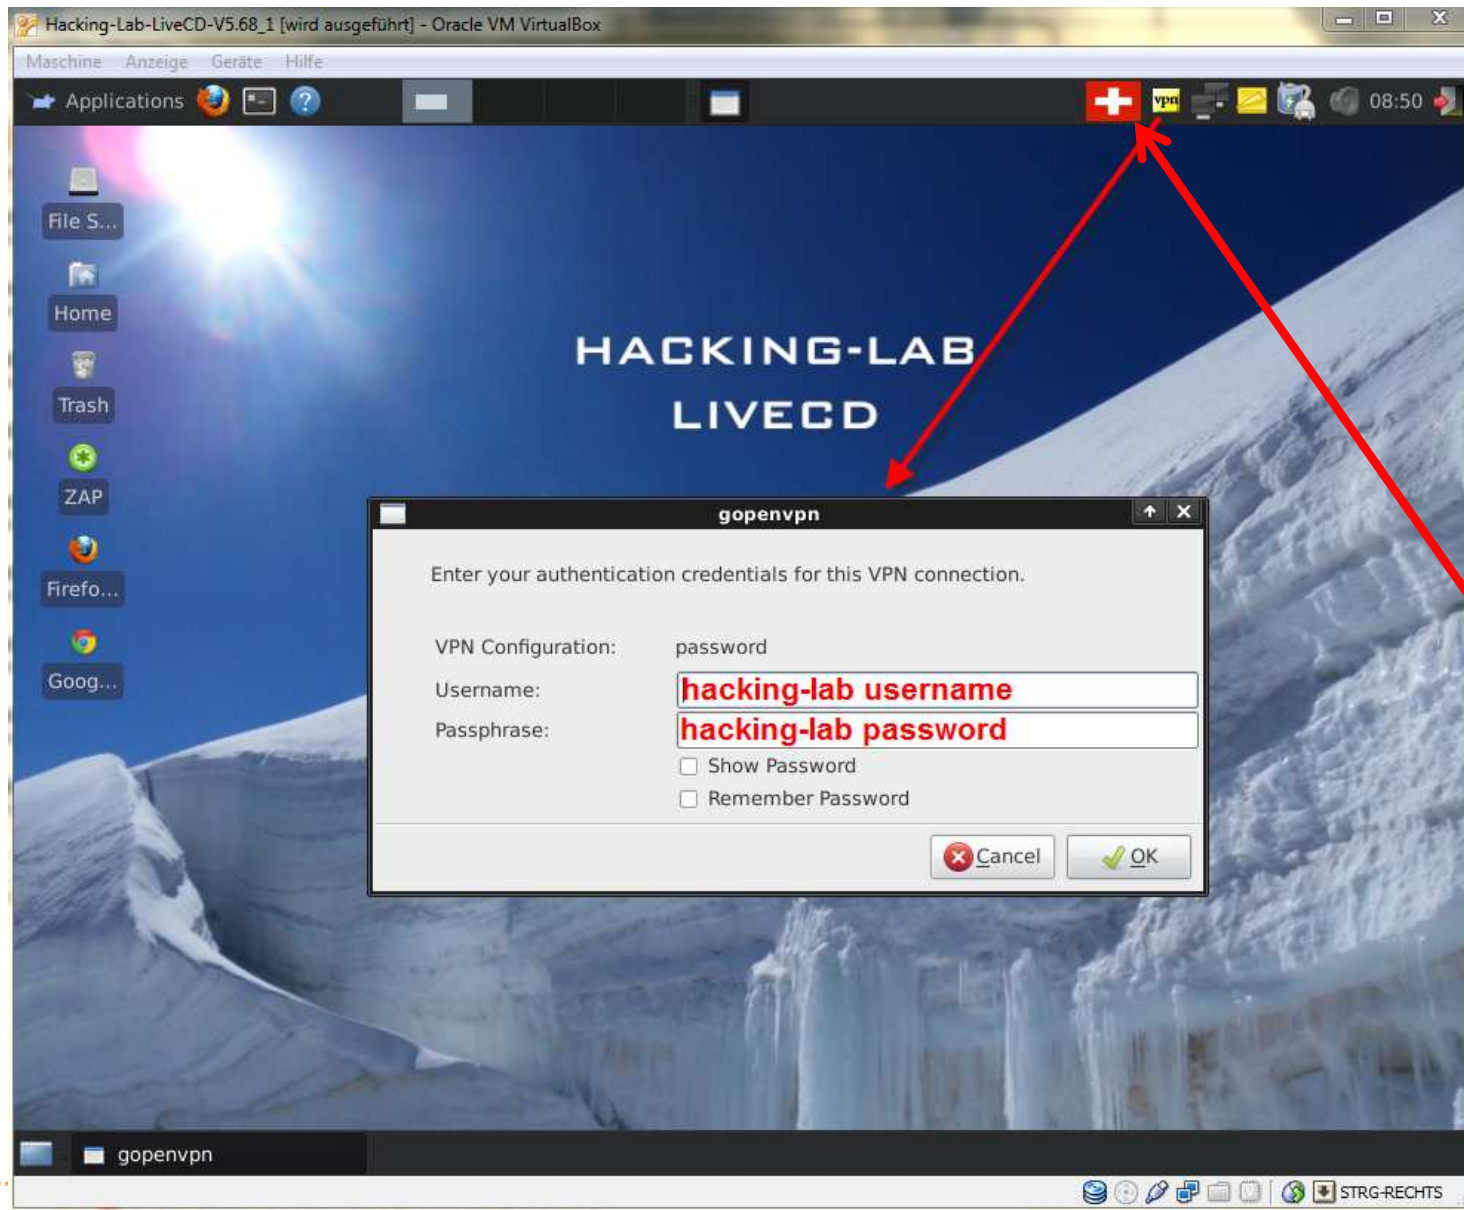 Hacking-Lab-LiveCD-V5.68_1 [wird ausgeführt] - Oracle VM VirtualBox
Maschine Anzeige Geräte Hilfe
Applications
vpn
08:50
File S...
Home
Trash
ZAP
Firefo...
Goog...
HACKING-LAB
LIVECD
gopenvpn
Enter your authentication credentials for this VPN connection.
VPN Configuration: password
Username: hacking-lab username
Passphrase: hacking-lab password
Show Password
Remember Password
Cancel OK
gopenvpn
STRG-RECHTS